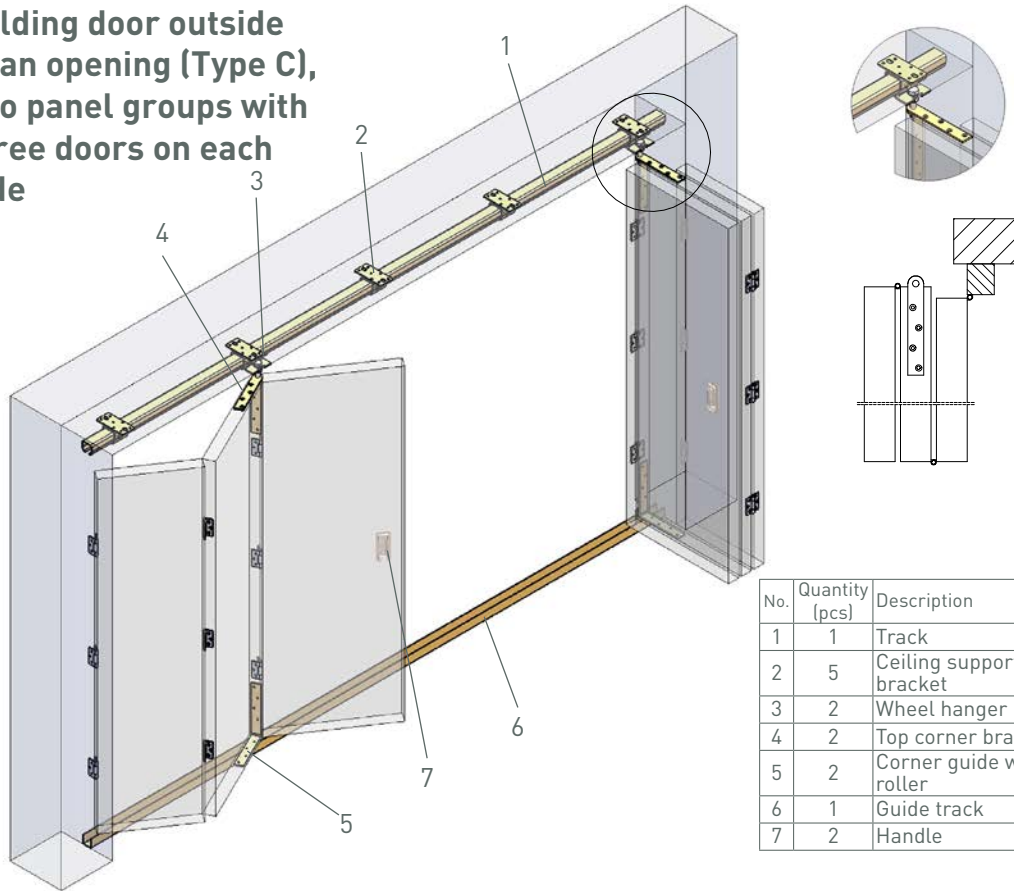 lding door outside
an opening (Type C),
o panel groups with
ree doors on each
1
2
3
4
5
6
7
No. Quantity (pcs) Description
1 1 Track
2 5 Ceiling suppor
bracket
3 2 Wheel hanger
4 2 Top corner bra
5 2 Corner guide w
roller
6 1 Guide track
7 2 Handle